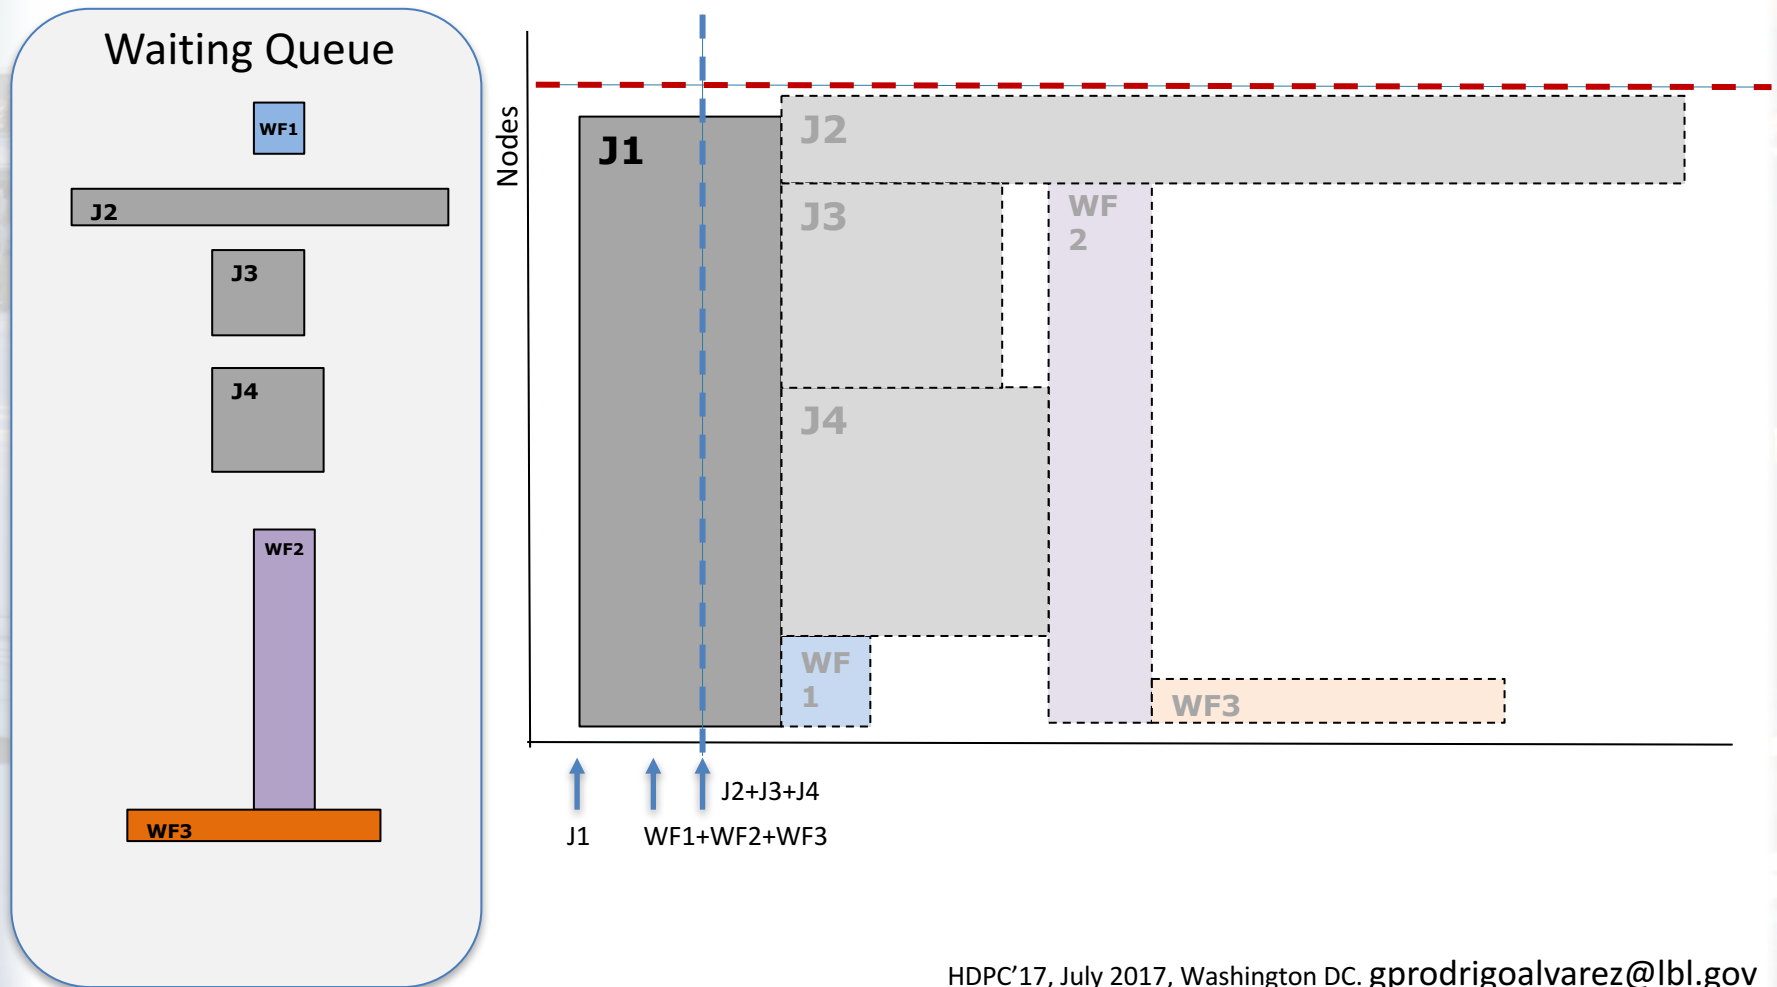 Waiting Queue
WF1
J2
J3
J4
WF2
WF3
Nodes
J1
J2
J3
WF
2
J4
WF
1
WF3
J2+J3+J4
J1
WF1+WF2+WF3
HDPC'17, July 2017, Washington DC. gprodrigoalvarez@lbl.gov